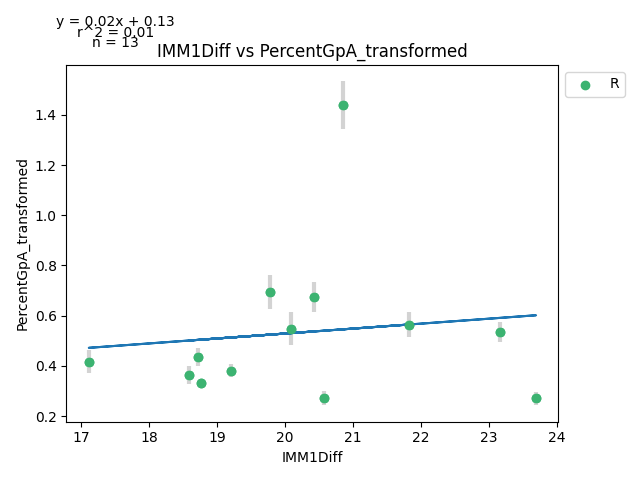 y = 0.02x + 0.13
r^2 = 0.01
n = 13
IMM1Diff vs PercentGpA_transformed
R
PercentGpA_transformed
1.4
1.2
1.0
0.8
0.6
0.4
0.2
17 18 19 20 21 22 23 24
IMM1Diff